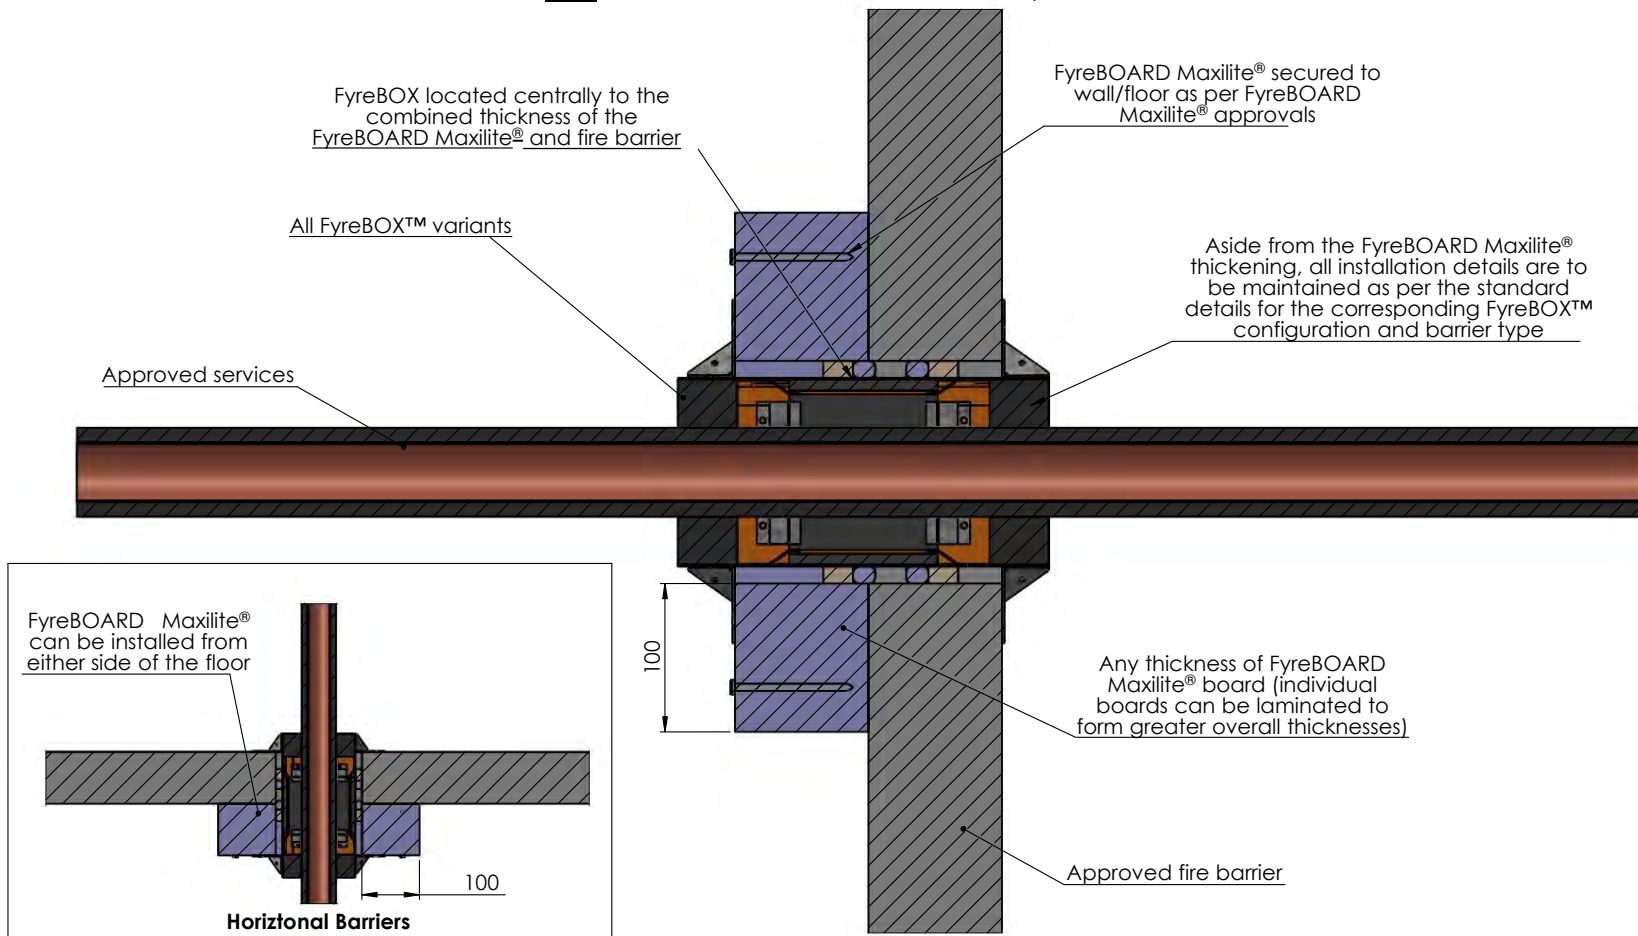 FyreBOX located centrally to the
combined thickness of the
FyreBOARD Maxilite® and fire barrier
FyreBOARD Maxilite® secured to
wall/floor as per FyreBOARD
Maxilite® approvals
All FyreBOX™ variants
Aside from the FyreBOARD Maxilite®
thickening, all installation details are to
be maintained as per the standard
details for the corresponding FyreBOX™
configuration and barrier type
Approved services
FyreBOARD Maxilite®
can be installed from
either side of the floor
100
Any thickness of FyreBOARD
Maxilite® board (individual
boards can be laminated to
form greater overall thicknesses)
Approved fire barrier
100
Horiztonal Barriers